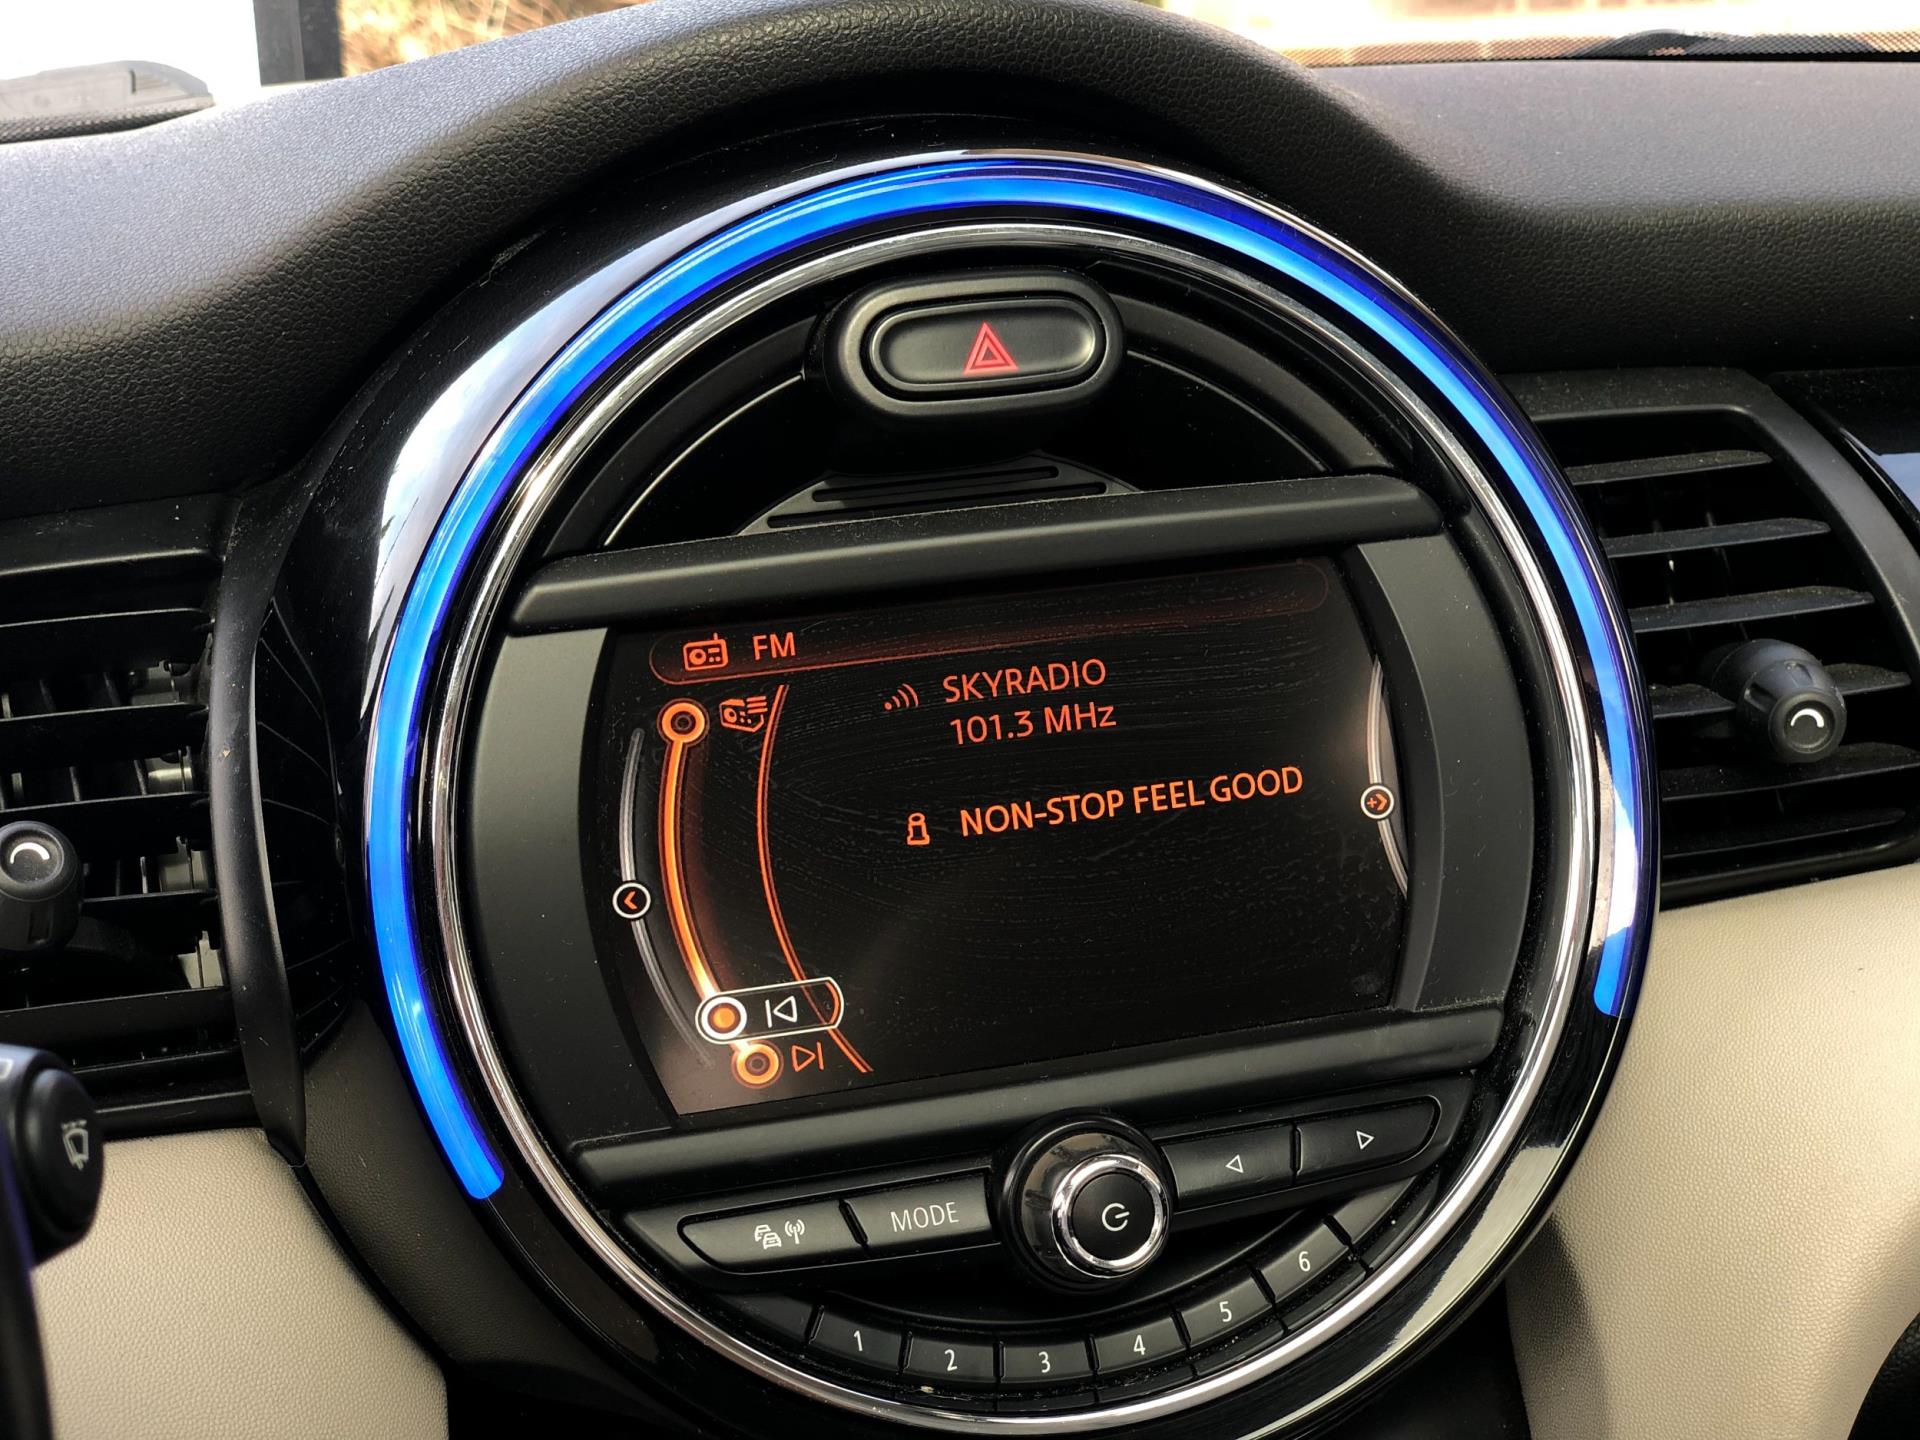 FM
SKYRADIO
101.3 MHz
NON-STOP FEEL GOOD
MODE
1 2 3 4 5 6